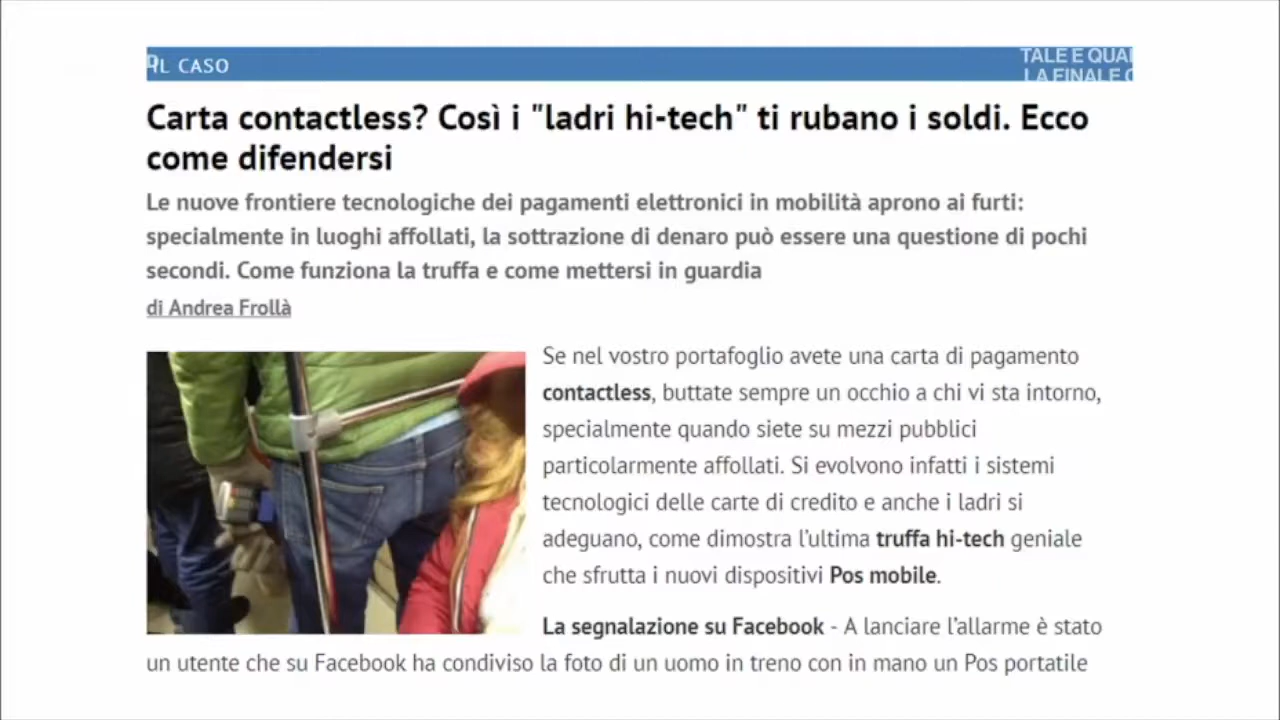 IL CASO
TALE E QUAL
LA FINALE
Carta contactless? Così i "ladri hi-tech" ti rubano i soldi. Ecco
come difendersi
Le nuove frontiere tecnologiche dei pagamenti elettronici in mobilità aprono ai furti:
specialmente in luoghi affollati, la sottrazione di denaro può essere una questione di pochi
secondi. Come funziona la truffa e come mettersi in guardia
di Andrea Frollà
Se nel vostro portafoglio avete una carta di pagamento
contactless, buttate sempre un occhio a chi vi sta intorno,
specialmente quando siete su mezzi pubblici
particolarmente affollati. Si evolvono infatti i sistemi
tecnologici delle carte di credito e anche i ladri si
adeguano, come dimostra l'ultima truffa hi-tech geniale
che sfrutta i nuovi dispositivi Pos mobile.
La segnalazione su Facebook - A lanciare l'allarme è stato
un utente che su Facebook ha condiviso la foto di un uomo in treno con in mano un Pos portatile